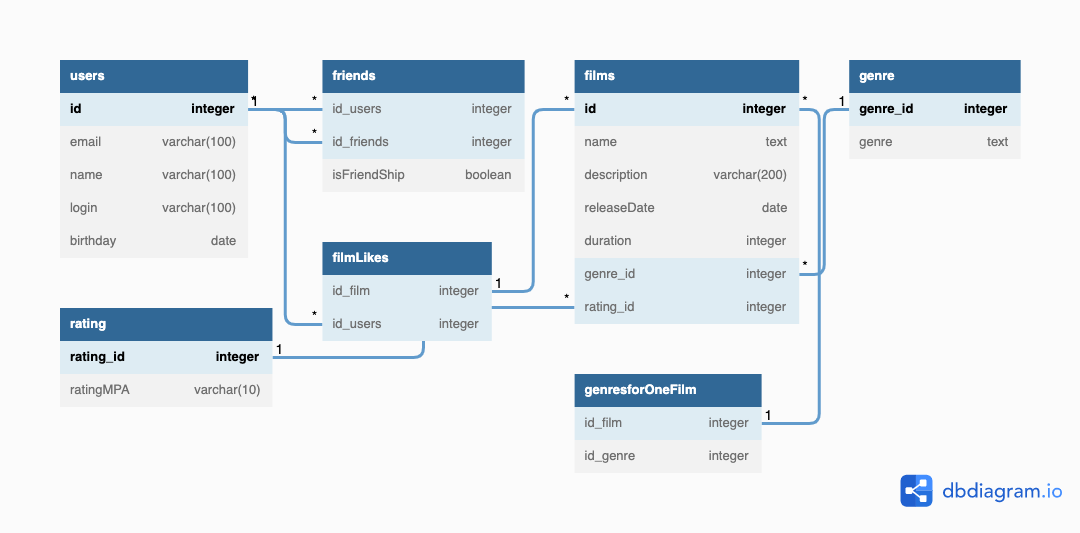 users
id integer
email varchar(100)
name varchar(100)
login varchar(100)
birthday date
1
*
*
*
friends
id_users integer
id_friends integer
isFriendShip boolean
filmLikes
id_film integer
id_users integer
1
*
*
rating
rating_id integer
ratingMPA varchar(10)
1
films
id integer
name text
description varchar(200)
releaseDate date
duration integer
genre_id integer
rating_id integer
*
*
1
genre
genre_id integer
genre text
genresforOneFilm
id_film integer
id_genre integer
1
dbdiagram.io